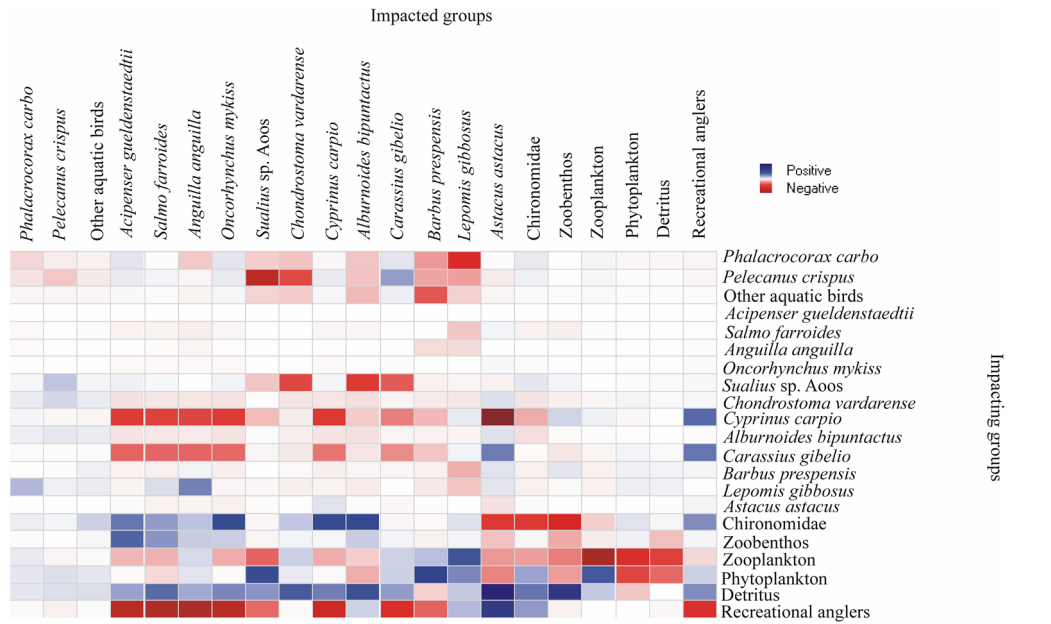 Impacted groups
Phalacrocorax carbo
Pelecanus crispus
Other aquatic birds
Acipenser gueldenstaedtii
Salmo farroides
Anguilla anguilla
Oncorhynchus mykiss
Sualius sp. Aoos
Chondrostoma vardarense
Cyprinus carpio
Alburnoides bipuntactus
Carassius gibelio
Barbus prespensis
Lepomis gibbosus
Astacus astacus
Chironomidae
Zoobenthos
Zooplankton
Phytoplankton
Detritus
Recreational anglers
Positive
Negative
Phalacrocorax carbo
Pelecanus crispus
Other aquatic birds
Acipenser gueldenstaedtii
Salmo farroides
Anguilla anguilla
Oncorhynchus mykiss
Sualius sp. Aoos
Chondrostoma vardarense
Cyprinus carpio
Alburnoides bipuntactus
Carassius gibelio
Barbus prespensis
Lepomis gibbosus
Astacus astacus
Chironomidae
Zoobenthos
Zooplankton
Phytoplankton
Detritus
Recreational anglers
Impacting groups